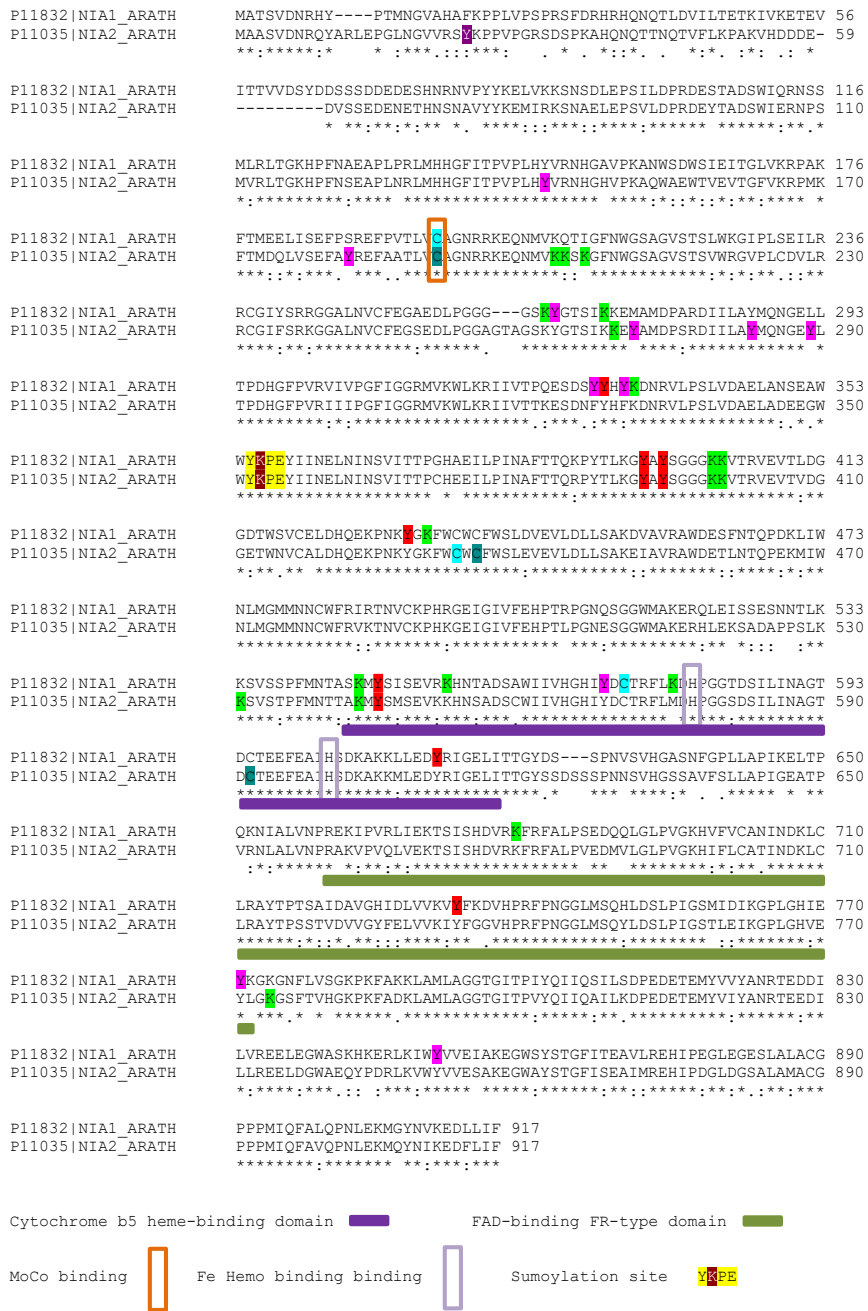 P11832|NIA1_ARATH MATSVDNRHY----PTMNGVAHAFKPPLVPSPRSFDRHRHQNQTLDVILTETKIVKETEV 56
P11035|NIA2_ARATH MAASVDNRQYARLEPGLNGVVRSYKPPVPGRSDSPKAHQNQTTNQTVFLKPAKVHDDDE- 59
P11832|NIA1_ARATH ITTVVDSYDDSSSDDEDESHNRNVPYYKELVKKSNSDLEPSILDPRDESTADSWIQRNSS 116
P11035|NIA2_ARATH ---------DVSSEDENETHNSNAVYYKEMIRKSNAELEPSVLDPRDEYTADSWIERNPS 110
P11832|NIA1_ARATH MLRLTGKHPFNAEAPLPRLMHHGFITPVPLHYVRNHGAVPKANWSDWSIEITGLVKRPAK 176
P11035|NIA2_ARATH MVRLTGKHPFNSEAPLNRLMHHGFITPVPLHYVRNHGHVPKAQWAEWTVEVTGFVKRPMK 170
P11832|NIA1_ARATH FTMEELISEFPSREFPVTLVCAGNRRKEQNMVKQTIGFNWGSAGVSTSLWKGIPLSEILR 236
P11035|NIA2_ARATH FTMDQLVSEFAYREFAATLVCAGNRRKEQNMVKKSKGFNWGSAGVSTSVWRGVPLCDVLR 230
P11832|NIA1_ARATH RCGIYSRRGGALNVCFEGAEDLPGGG---GSKYGTSIKKEMAMDPARDIILAYMQNGELL 293
P11035|NIA2_ARATH RCGIFSRKGGALNVCFEGSEDLPGGAGTAGSKYGTSIKKEYAMDPSRDIILAYMQNGEYL 290
P11832|NIA1_ARATH TPDHGFPVRVIVPGFIGGRMVKWLKRIIVTPQESDSYYHYKDNRVLPSLVDAELANSEAW 353
P11035|NIA2_ARATH TPDHGFPVRIIIPGFIGGRMVKWLKRIIVTTKESDNFYHFKDNRVLPSLVDAELADEEGW 350
P11832|NIA1_ARATH WYKPEYIINELNINSVITTPGHAEILPINAFTTQKPYTLKGYAYSGGGKKVTRVEVTLDG 413
P11035|NIA2_ARATH WYKPEYIINELNINSVITTPCHEEILPINAFTTQRPYTLKGYAYSGGGKKVTRVEVTVDG 410
P11832|NIA1_ARATH GDTWSVCELDHQEKPNKYGKFWCWCFWSLDVEVLDLLSAKDVAVRAWDESFNTQPDKLIW 473
P11035|NIA2_ARATH GETWNVCALDHQEKPNKYGKFWCWCFWSLEVEVLDLLSAKEIAVRAWDETLNTQPEKMIW 470
P11832|NIA1_ARATH NLMGMMNNCWFRIRTNVCKPHRGEIGIVFEHPTRPGNQSGGWMAKERQLEISSESNNTLK 533
P11035|NIA2_ARATH NLMGMMNNCWFRVKTNVCKPHKGEIGIVFEHPTLPGNESGGWMAKERHLEKSADAPPSLK 530
P11832|NIA1_ARATH KSVSSPFMNTASKMYSISEVRKHNTADSAWIIVHGHIYDCTRFLKDHPGGTDSILINAGT 593
P11035|NIA2_ARATH KSVSTPFMNTTAKMYSMSEVKKHNSADSCWIIVHGHIYDCTRFLMDHPGGSDSILINAGT 590
P11832|NIA1_ARATH DCTEEFEAIHSDKAKKLLEDYRIGELITTGYDS---SPNVSVHGASNFGPLLAPIKELTP 650
P11035|NIA2_ARATH DCTEEFEAIHSDKAKKMLEDYRIGELITTGYSSDSSSPNNSVHGSSAVFSLLAPIGEATP 650
P11832|NIA1_ARATH QKNIALVNPREKIPVRLIEKTSISHDVRKFRFALPSEDQQLGLPVGKHVFVCANINDKLC 710
P11035|NIA2_ARATH VRNLALVNPRAKVPVQLVEKTSISHDVRKFRFALPVEDMVLGLPVGKHIFLCATINDKLC 710
P11832|NIA1_ARATH LRAYTPTSAIDAVGHIDLVVKVYFKDVHPRFPNGGLMSQHLDSLPIGSMIDIKGPLGHIE 770
P11035|NIA2_ARATH LRAYTPSSTVDVVGYFELVVKIYFGGVHPRFPNGGLMSQYLDSLPIGSTLEIKGPLGHVE 770
P11832|NIA1_ARATH YKGKGNFLVSGKPKFAKKLAMLAGGTGITPIYQIIQSILSDPEDETEMYVVYANRTEDDI 830
P11035|NIA2_ARATH YLGKGSFTVHGKPKFADKLAMLAGGTGITPVYQIIQAILKDPEDETEMYVIYANRTEEDI 830
P11832|NIA1_ARATH LVREELEGWASKHKERLKIWYVVEIAKEGWSYSTGFITEAVLREHIPEGLEGESLALACG 890
P11035|NIA2_ARATH LLREELDGWAEQYPDRLKVWYVVESAKEGWAYSTGFISEAIMREHIPDGLDGSALAMACG 890
P11832|NIA1_ARATH PPPMIQFALQPNLEKMGYNVKEDLLIF 917
P11035|NIA2_ARATH PPPMIQFAVQPNLEKMQYNIKEDFLIF 917
Cytochrome b5 heme-binding domain FAD-binding FR-type domain
MoCo binding Fe Hemo binding binding Sumoylation site YKPE